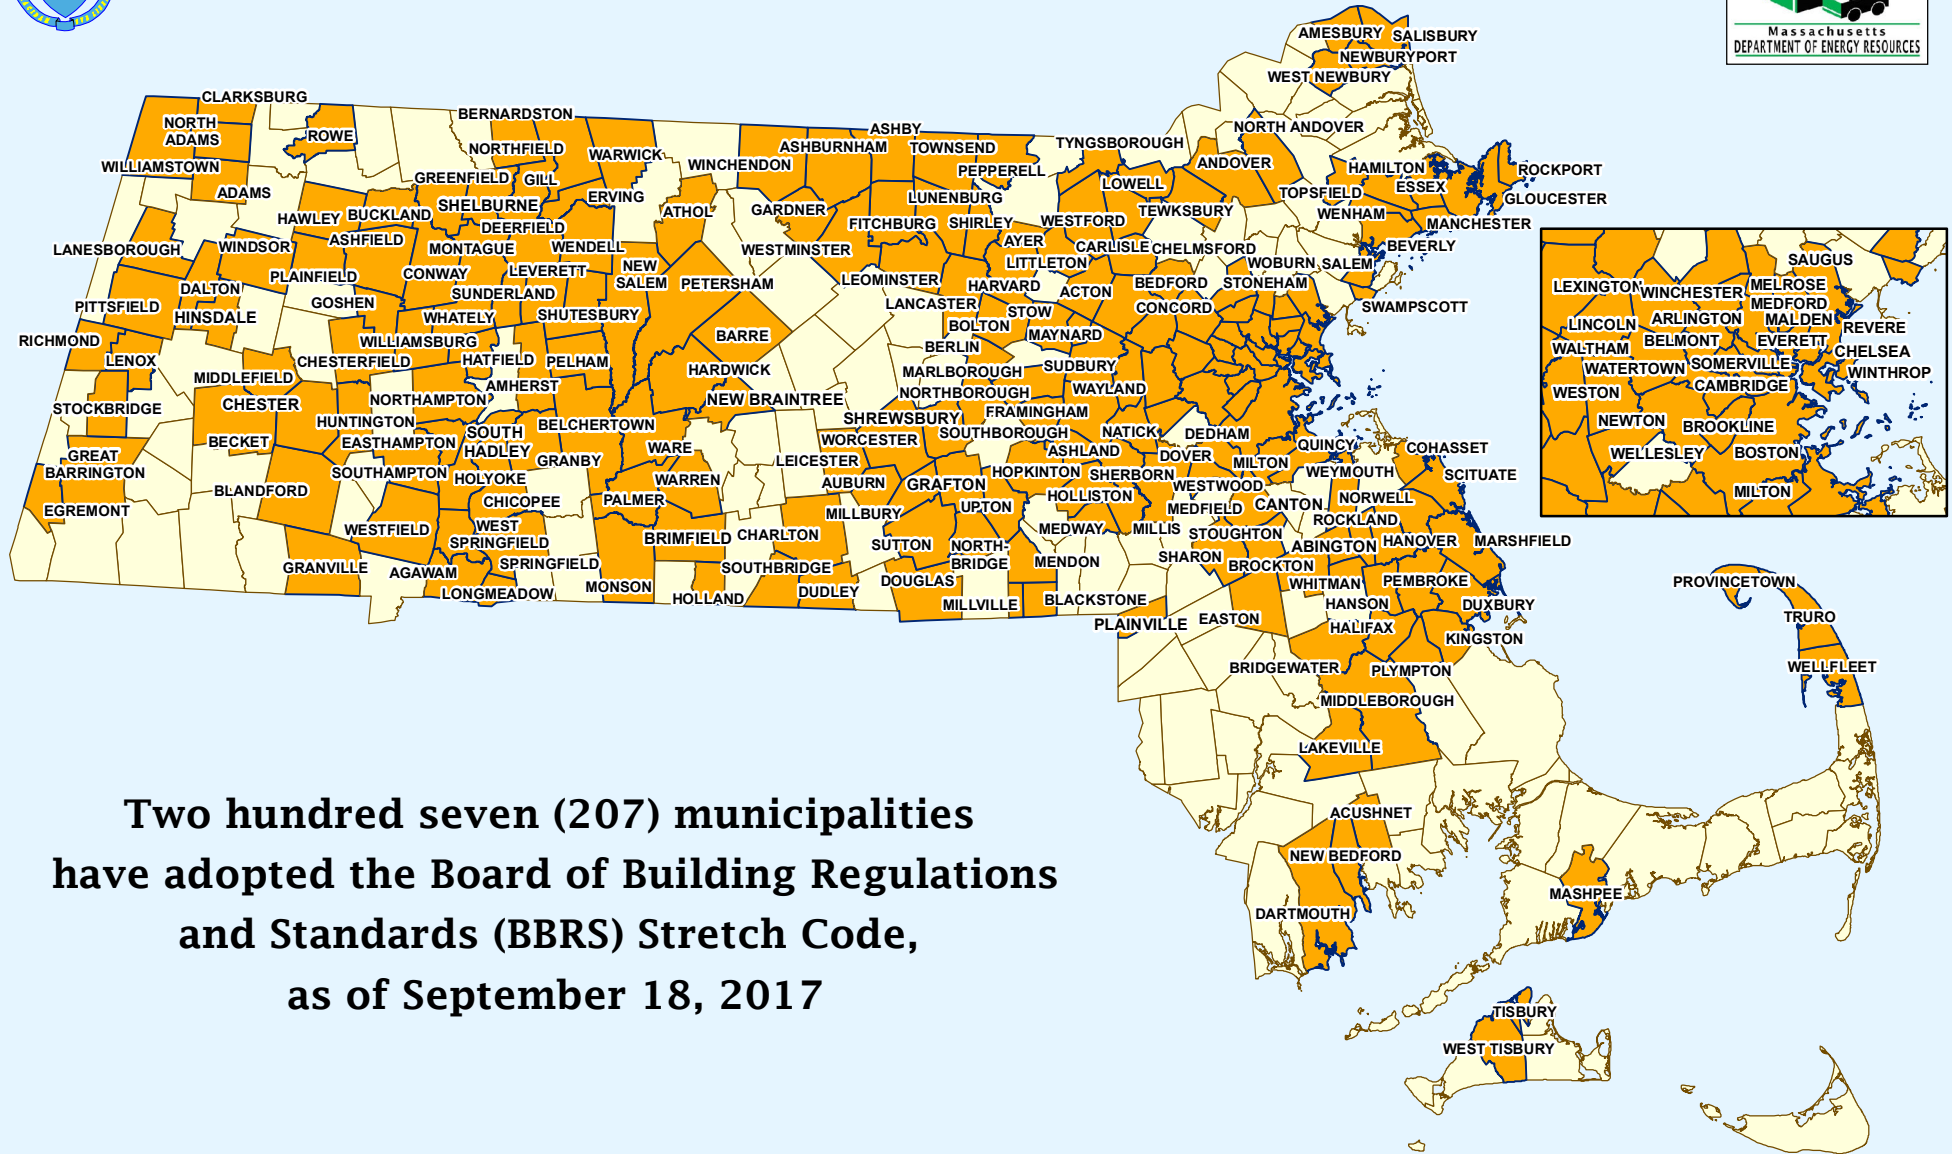 Massachusetts
DEPARTMENT OF ENERGY RESOURCES
AMESBURY
SALISBURY
NEWBURYPORT
WEST NEWBURY
CLARKSBURG
NORTH
ADAMS
ROWE
BERNARDSTON
NORTHFIELD
WARWICK
WINCHENDON
ASHBURNHAM
ASHBY
TOWNSEND
PEPPERELL
TYNGSBOROUGH
NORTH ANDOVER
ANDOVER
WILLIAMSTOWN
ADAMS
GREENFIELD
GILL
ERVING
LOWELL
HAMILTON
ESSEX
ROCKPORT
GLOUCESTER
TOPSFIELD
WENHAM
MANCHESTER
BEVERLY
HAWLEY
BUCKLAND
SHELBURNE
DEERFIELD
ATHOL
GARDNER
LUNENBURG
FITCHBURG
SHIRLEY
WESTFORD
TEWKSBURY
LANESBOROUGH
WINDSOR
ASHFIELD
MONTAGUE
WENDELL
WESTMINSTER
AYER
CARLISLE
CHELMSFORD
WOBURN
SALEM
LITTLETON
PLAINFIELD
CONWAY
LEVERETT
NEW
SALEM
PETERSHAM
LEOMINSTER
HARVARD
ACTON
BEDFORD
STONEHAM
SWAMPSCOTT
PITTSFIELD
DALTON
HINSDALE
GOSHEN
SUNDERLAND
WHATELY
SHUTESBURY
LANCASTER
BOLTON
STOW
CONCORD
MAYNARD
BARRE
RICHMOND
LENOX
WILLIAMSBURG
CHESTERFIELD
HATFIELD
PELHAM
BERLIN
MARLBOROUGH
SUDBURY
HARDWICK
MIDDLEFIELD
CHESTER
AMHERST
NORTHAMPTON
NEW BRAINTREE
NORTHBOROUGH
WAYLAND
STOCKBRIDGE
HUNTINGTON
SHREWSBURY
FRAMINGHAM
BECKET
EASTHAMPTON
SOUTH
HADLEY
BELCHERTOWN
WORCESTER
SOUTHBOROUGH
NATICK
DEDHAM
QUINCY
COHASSET
GREAT
BARRINGTON
SOUTHAMPTON
GRANBY
WARE
LEICESTER
ASHLAND
DOVER
MILTON
WEYMOUTH
SCITUATE
HOLYOKE
WARREN
AUBURN
GRAFTON
HOPKINTON
SHERBORN
WESTWOOD
NORWELL
EGREMONT
BLANDFORD
CHICOPEE
PALMER
MILLBURY
UPTON
HOLLISTON
MEDFIELD
CANTON
ROCKLAND
WESTFIELD
WEST
SPRINGFIELD
BRIMFIELD
CHARLTON
SUTTON
NORTH-
BRIDGE
MEDWAY
MILLIS
STOUGHTON
ABINGTON
HANOVER
MARSHFIELD
GRANVILLE
AGAWAM
SPRINGFIELD
SOUTHBRIDGE
MENDON
SHARON
BROCKTON
LONGMEADOW
MONSON
HOLLAND
DUDLEY
DOUGLAS
MILLVILLE
BLACKSTONE
WHITMAN
PEMBROKE
HANSON
DUXBURY
PLAINVILLE
EASTON
HALIFAX
KINGSTON
BRIDGEWATER
PLYMPTON
MIDDLEBOROUGH
LAKEVILLE
ACUSHNET
NEW BEDFORD
DARTMOUTH
MASHPEE
TISBURY
WEST TISBURY
PROVINCETOWN
TRURO
WELLFLEET
SAUGUS
LEXINGTON
WINCHESTER
MELROSE
MEDFORD
LINCOLN
ARLINGTON
MALDEN
REVERE
WALTHAM
BELMONT
EVERETT
CHELSEA
WATERTOWN
SOMERVILLE
WINTHROP
WESTON
CAMBRIDGE
NEWTON
BROOKLINE
WELLESLEY
BOSTON
MILTON
Two hundred seven (207) municipalities
have adopted the Board of Building Regulations
and Standards (BBRS) Stretch Code,
as of September 18, 2017